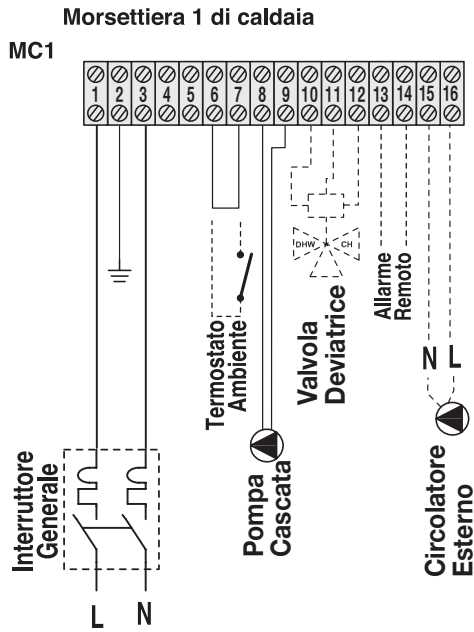 Morsettiera 1 di caldaia
MC1
1 2 3 4 5 6 7 8 9 10 11 12 13 14 15 16
DHW CH
Termostato
Ambiente
Valvola
Deviatrice
Allarme
Remoto
N L
Interruttore
Generale
Pompa
Cascata
Circolatore
Esterno
L N